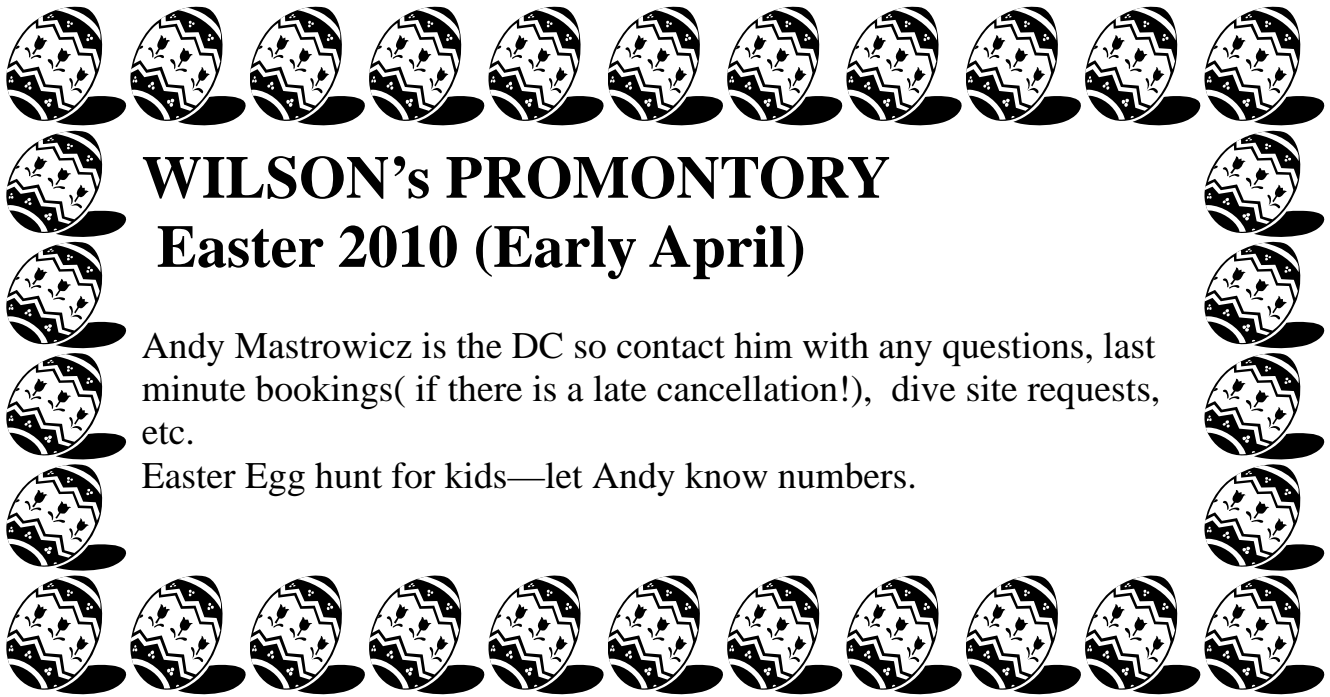 WILSON’s PROMONTORY
Easter 2010 (Early April)
Andy Mastrowicz is the DC so contact him with any questions, last
minute bookings( if there is a late cancellation!),  dive site requests,
etc.
Easter Egg hunt for kids—let Andy know numbers.